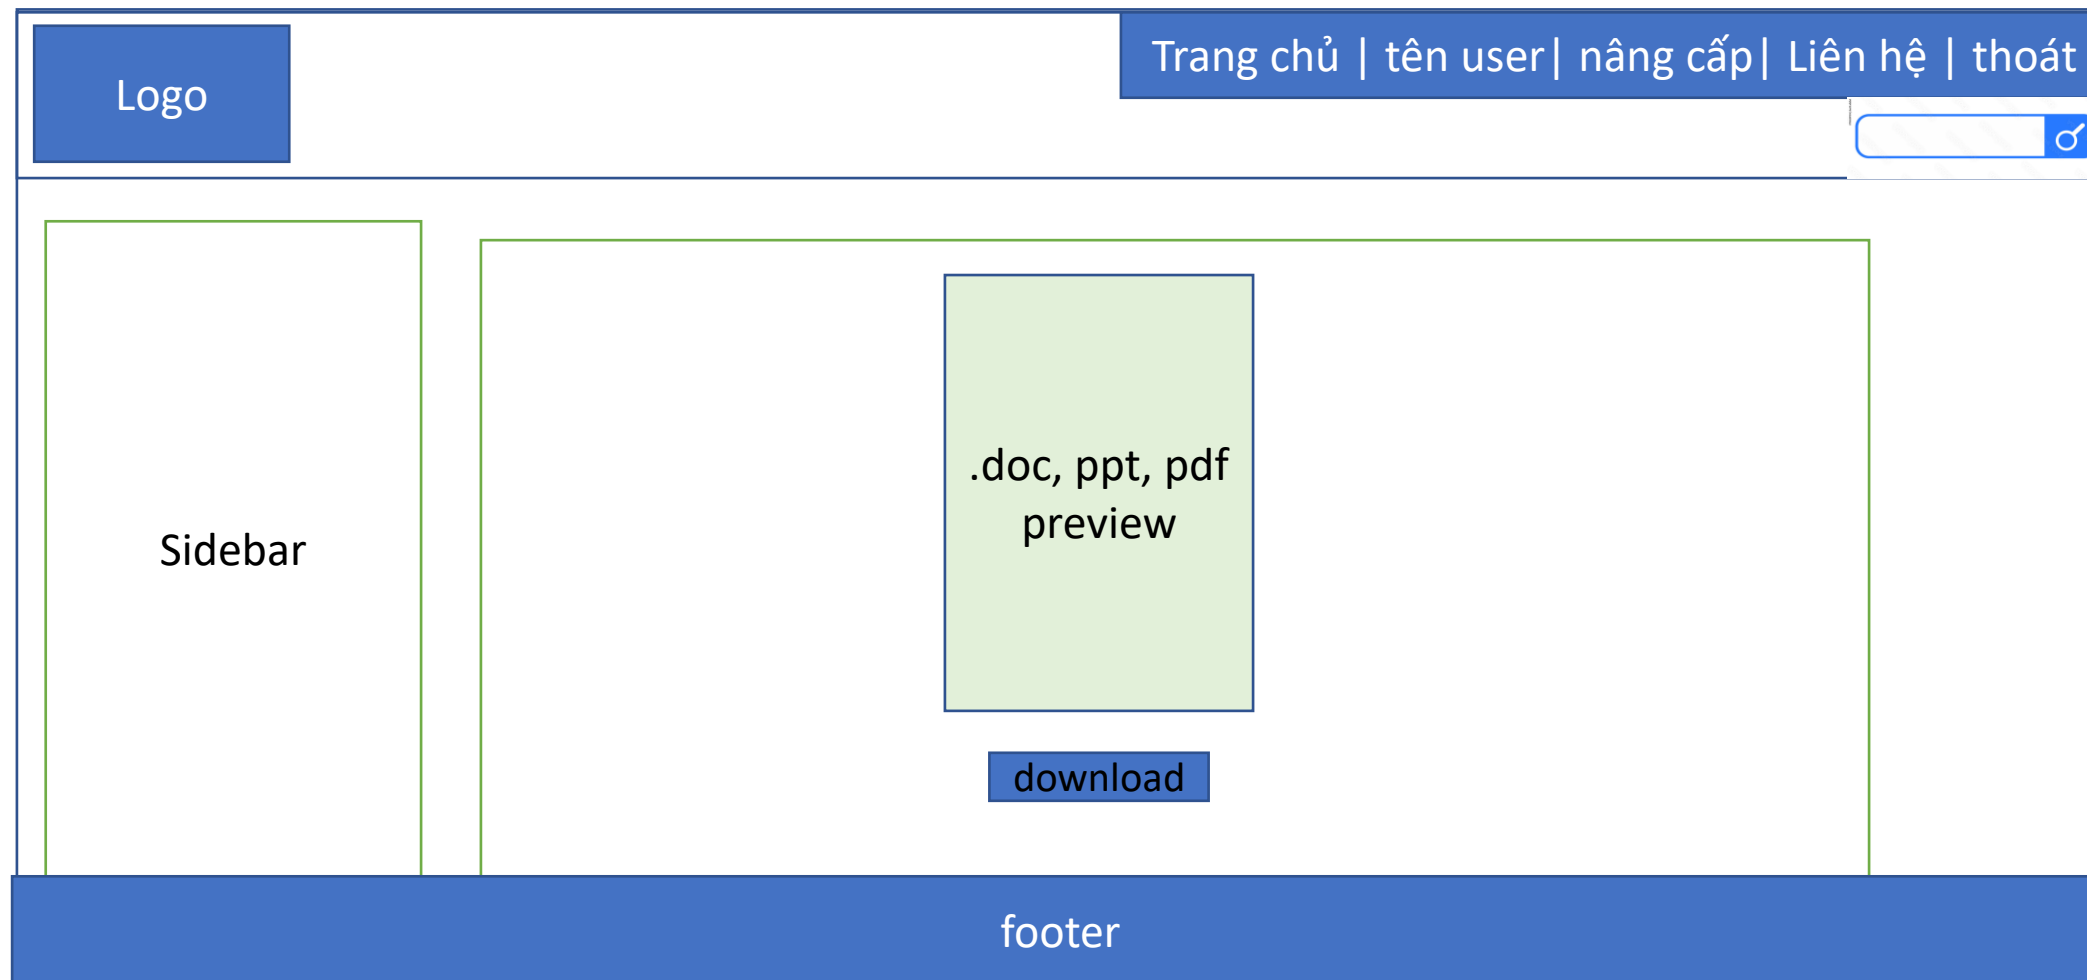 Logo
Trang chủ | tên user| nâng cấp| Liên hệ | thoát
Sidebar
.doc, ppt, pdf
preview
download
footer